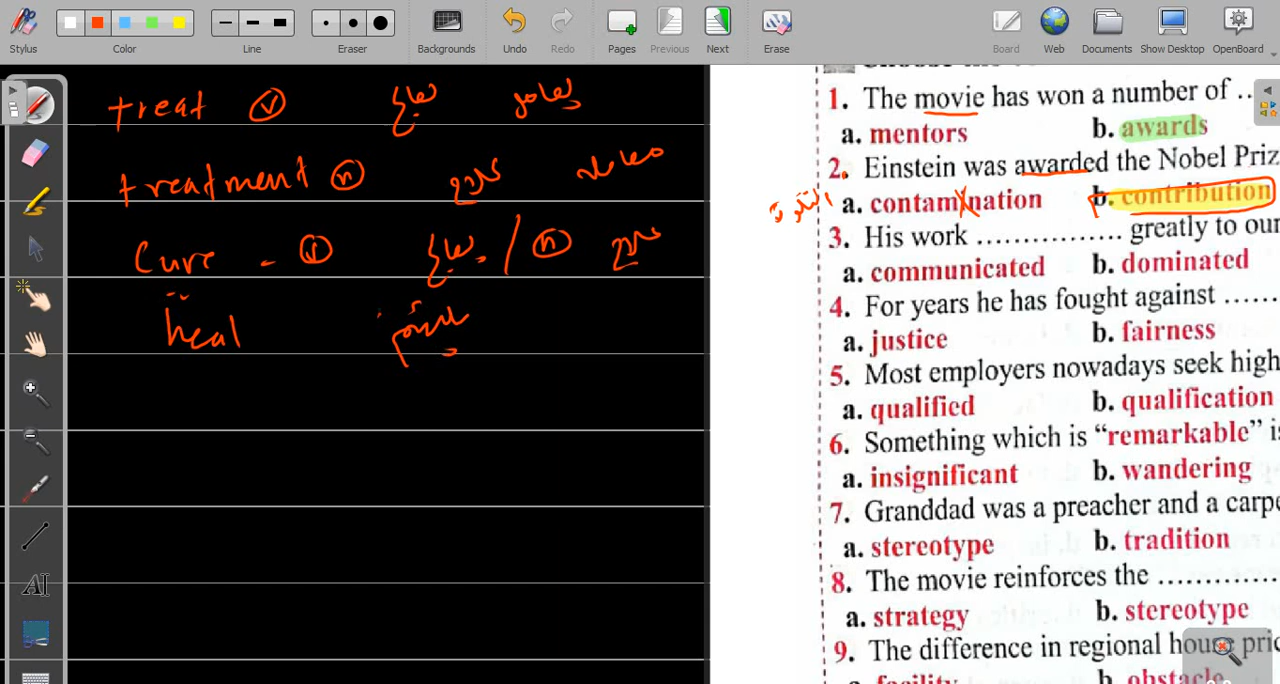 Stylus Color Line Eraser Backgrounds Undo Redo Pages Previous Next Erase Board Web Documents Show Desktop OpenBoard
treat (v) يعالج يعامل
treatment (n) علاج معاملة
Cure - (v) يعالج / (n) علاج
heal يلتئم
1. The movie has won a number of ..
a. mentors b. awards
2. Einstein was awarded the Nobel Priz
a. contamination b. contribution
التلوث
3. His work ................ greatly to our
a. communicated b. dominated
4. For years he has fought against ......
a. justice b. fairness
5. Most employers nowadays seek high
a. qualified b. qualification
6. Something which is “remarkable” is
a. insignificant b. wandering
7. Granddad was a preacher and a carpe
a. stereotype b. tradition
8. The movie reinforces the ............
a. strategy b. stereotype
9. The difference in regional house pric
a. facility b. obstacle